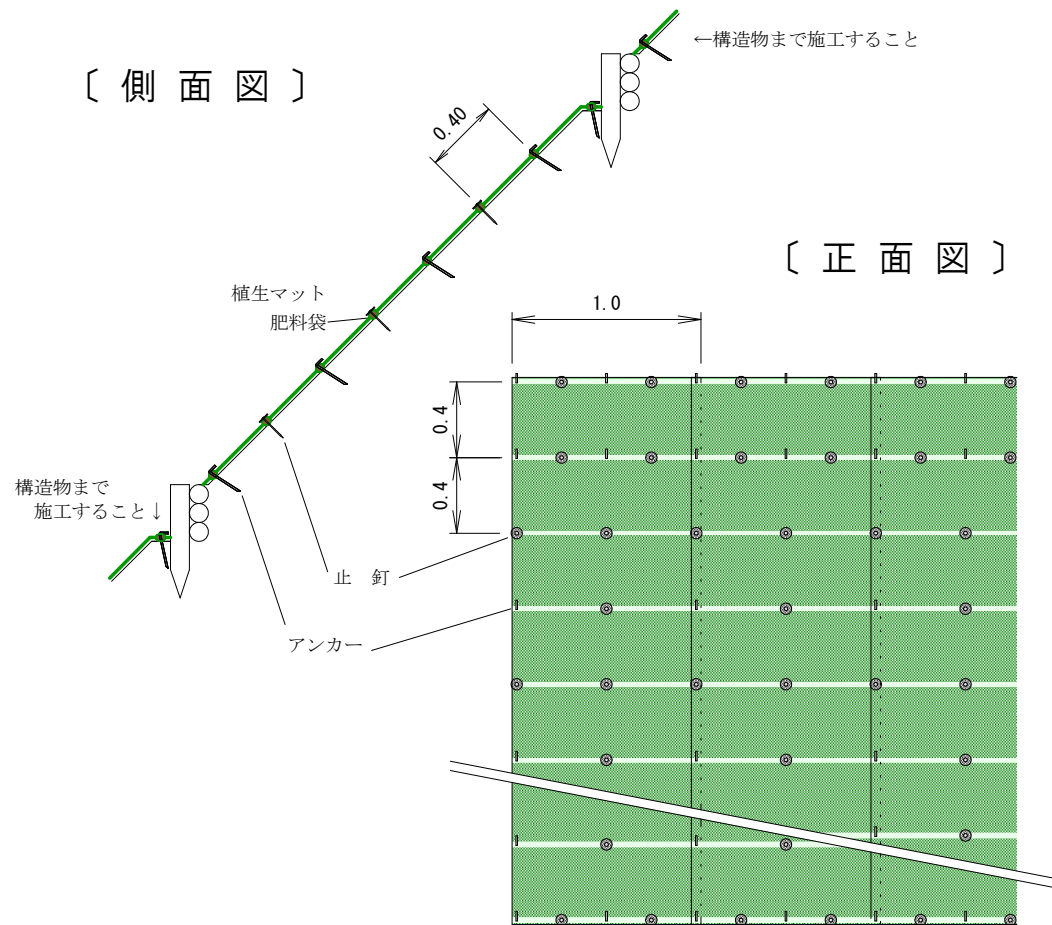 ←構造物まで施工すること
〔 側 面 図 〕
0.40
〔 正 面 図 〕
植生マット
肥料袋
1.0
0.4
0.4
構造物まで
施工すること↓
止 釘
アンカー